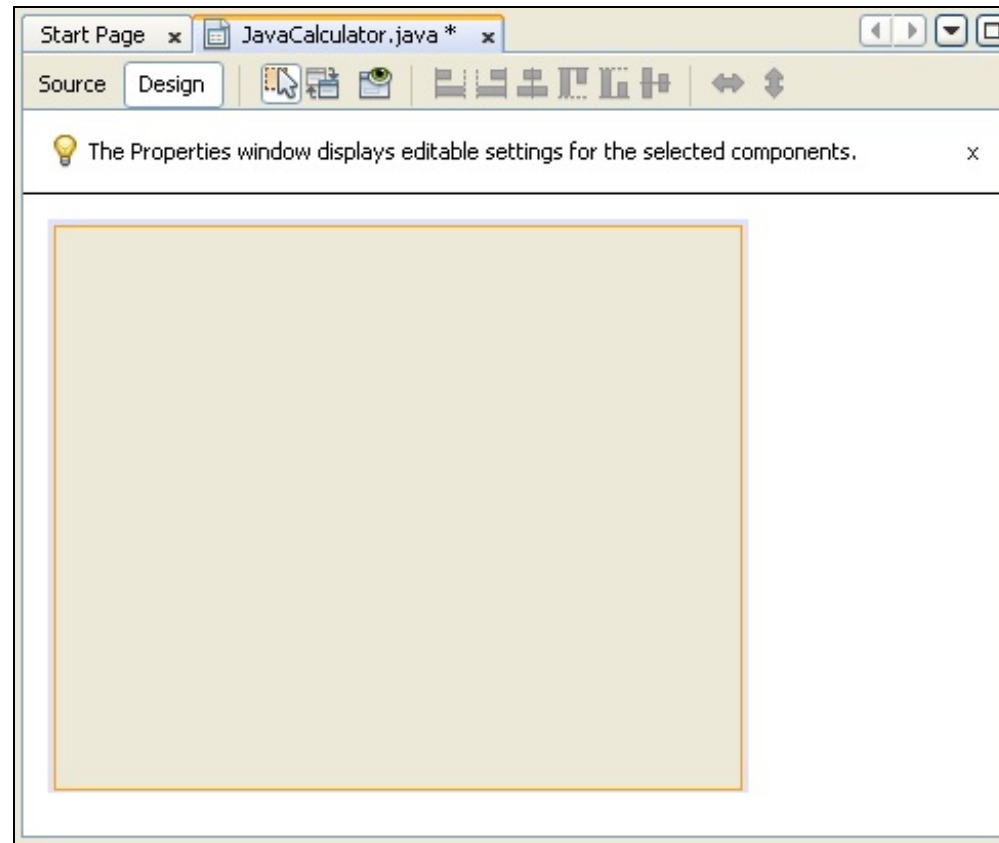 Start Page x JavaCalculator.java * x
Source Design
The Properties window displays editable settings for the selected components. x